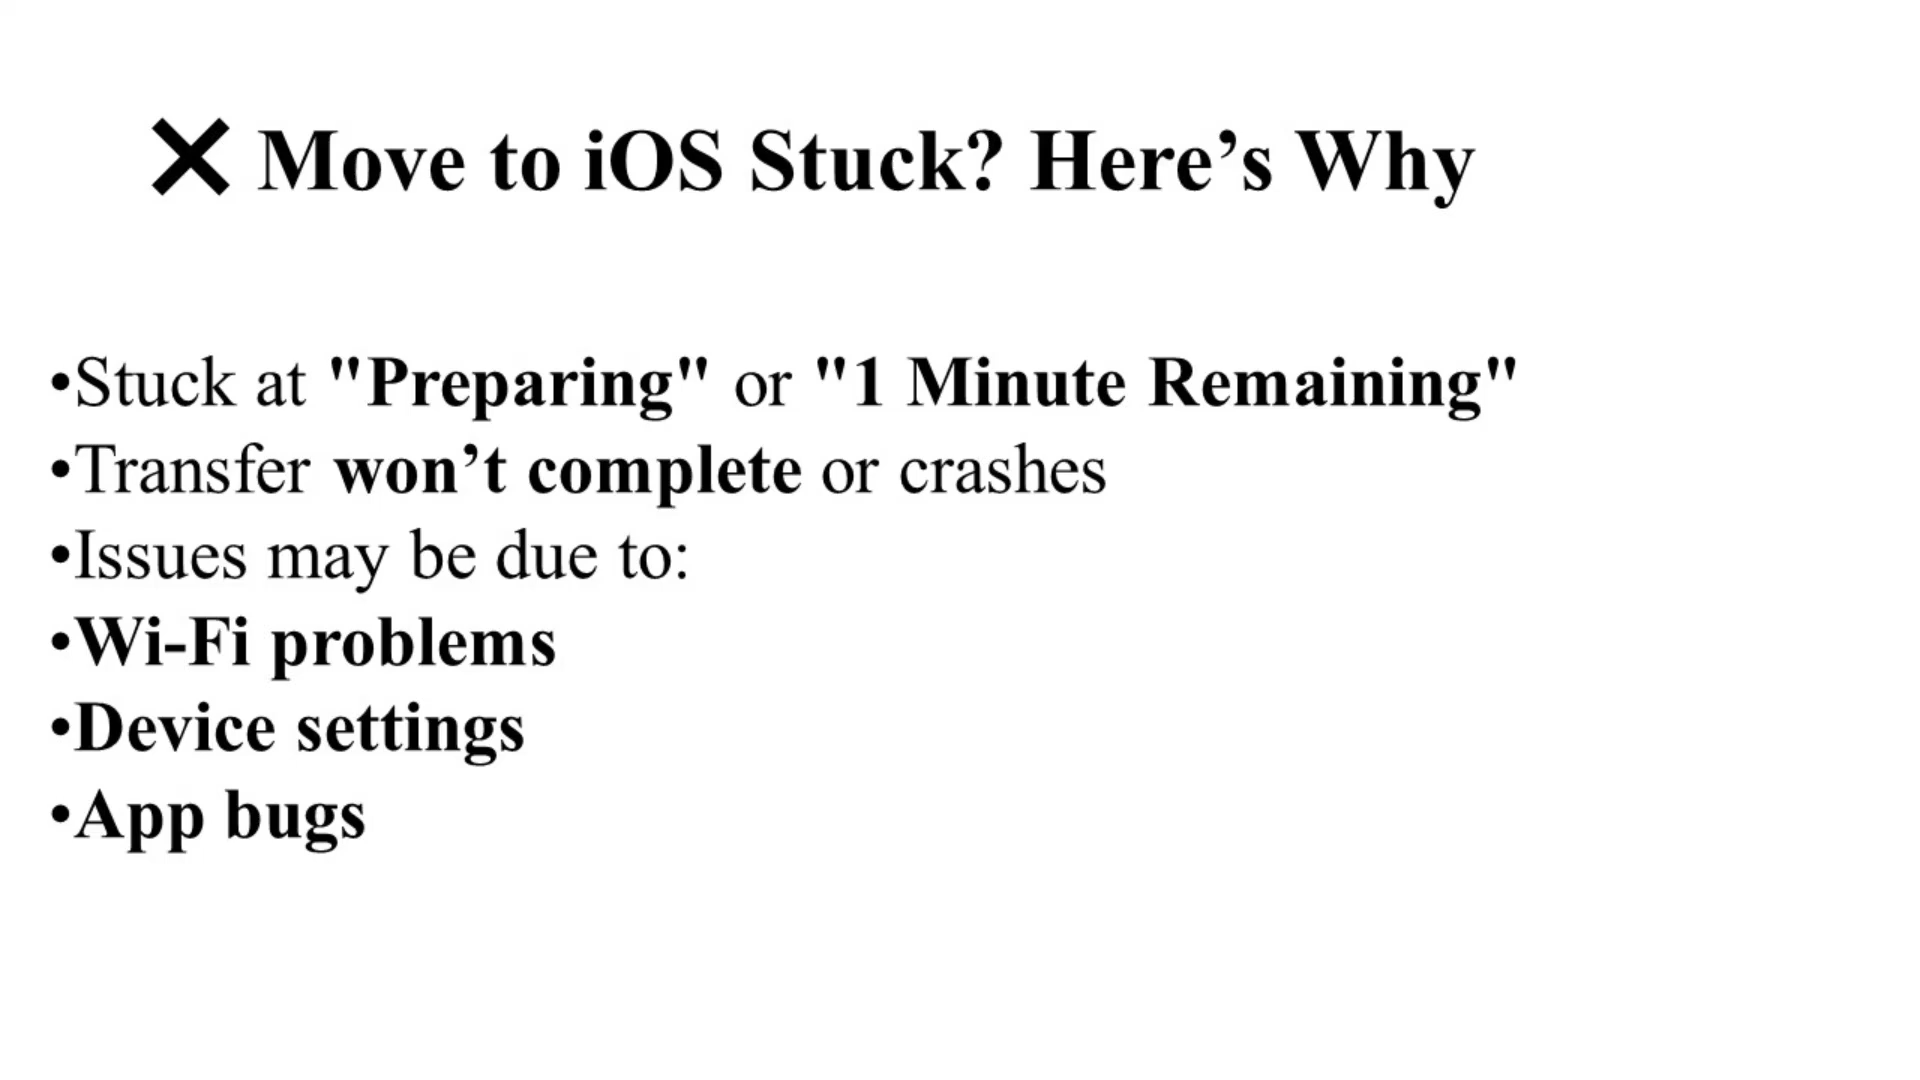 ❌ Move to iOS Stuck? Here’s Why
•Stuck at "Preparing" or "1 Minute Remaining"
•Transfer won’t complete or crashes
•Issues may be due to:
•Wi-Fi problems
•Device settings
•App bugs